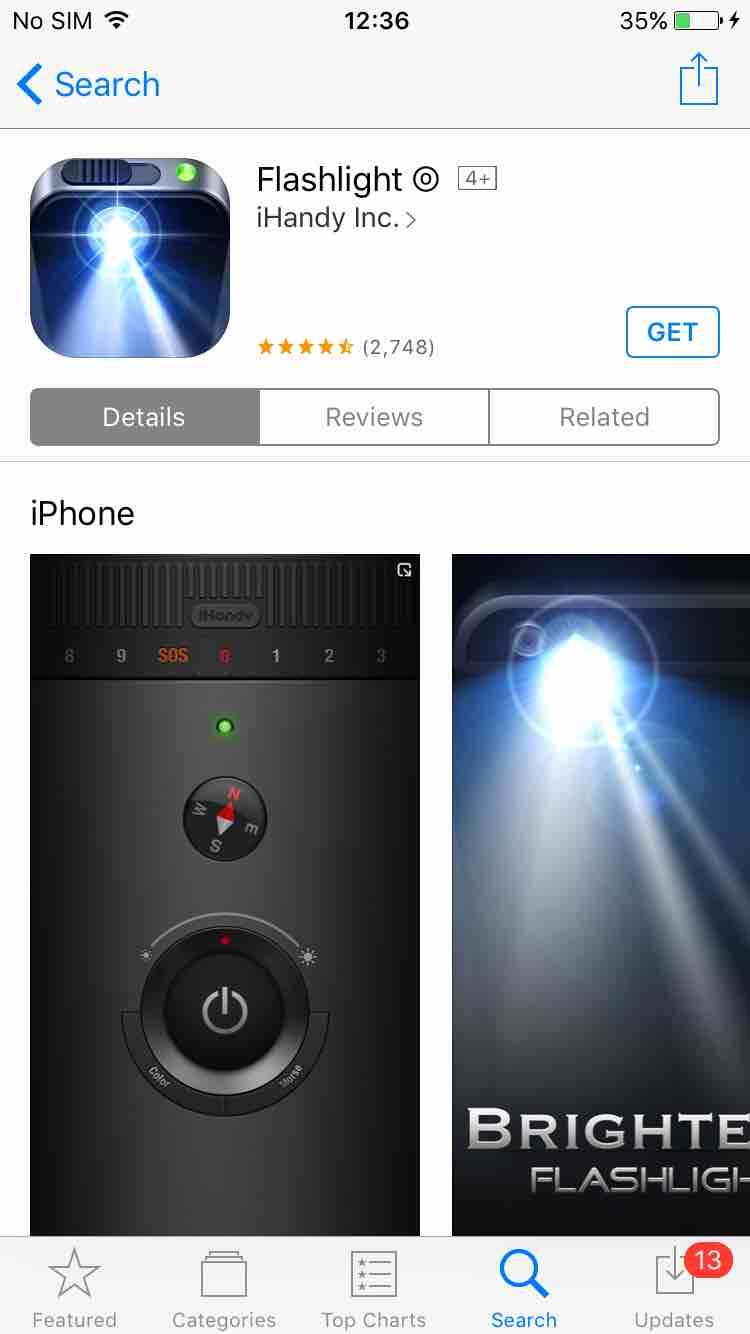 No SIM 12:36 35%
Search
Flashlight ⊚ 4+
iHandy Inc. >
(2,748)
GET
Details Reviews Related
iPhone
iHandy
8 9 SOS 0 1 2 3
N
W E
S
Color Morse
BRIGHTE
FLASHLIGH
Featured Categories Top Charts Search Updates 13